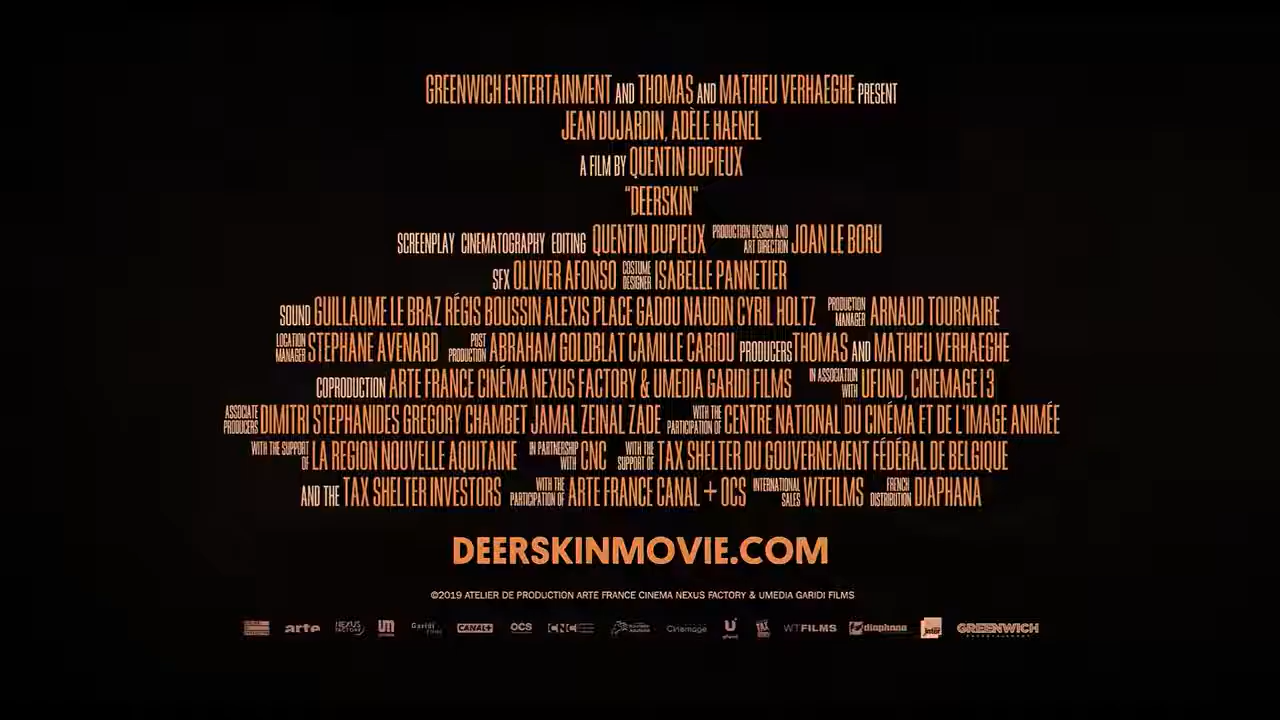 GREENWICH ENTERTAINMENT AND THOMAS AND MATHIEU VERHAEGHE PRESENT
JEAN DUJARDIN, ADÈLE HAENEL
A FILM BY QUENTIN DUPIEUX
"DEERSKIN"
SCREENPLAY CINEMATOGRAPHY EDITING QUENTIN DUPIEUX PRODUCTION DESIGN AND ART DIRECTION JOAN LE BORU
SFX OLIVIER AFONSO COSTUME DESIGNER ISABELLE PANNETIER
SOUND GUILLAUME LE BRAZ RÉGIS BOUSSIN ALEXIS PLACE GADOU NAUDIN CYRIL HOLTZ PRODUCTION MANAGER ARNAUD TOURNAIRE
LOCATION MANAGER STEPHANE AVENARD POST PRODUCTION ABRAHAM GOLDBLAT CAMILLE CARIOU PRODUCERS THOMAS AND MATHIEU VERHAEGHE
COPRODUCTION ARTE FRANCE CINÉMA NEXUS FACTORY & UMEDIA GARIDI FILMS IN ASSOCIATION WITH UFUND, CINEMAGE13
ASSOCIATE PRODUCERS DIMITRI STEPHANIDES GREGORY CHAMBET JAMAL ZEINAL ZADE WITH THE PARTICIPATION OF CENTRE NATIONAL DU CINÉMA ET DE L'IMAGE ANIMÉE
WITH THE SUPPORT OF LA REGION NOUVELLE AQUITAINE IN PARTNERSHIP WITH CNC WITH THE SUPPORT OF TAX SHELTER DU GOUVERNEMENT FÉDÉRAL DE BELGIQUE
AND THE TAX SHELTER INVESTORS WITH THE PARTICIPATION OF ARTE FRANCE CANAL + OCS INTERNATIONAL SALES WTFILMS FRENCH DISTRIBUTION DIAPHANA
DEERSKINMOVIE.COM
©2019 ATELIER DE PRODUCTION ARTE FRANCE CINEMA NEXUS FACTORY & UMEDIA GARIDI FILMS
arte NEXUS FACTORY um Garidi FILMS CANAL+ OCS CNC Cinemage U WTFILMS diaphana GREENWICH ENTERTAINMENT